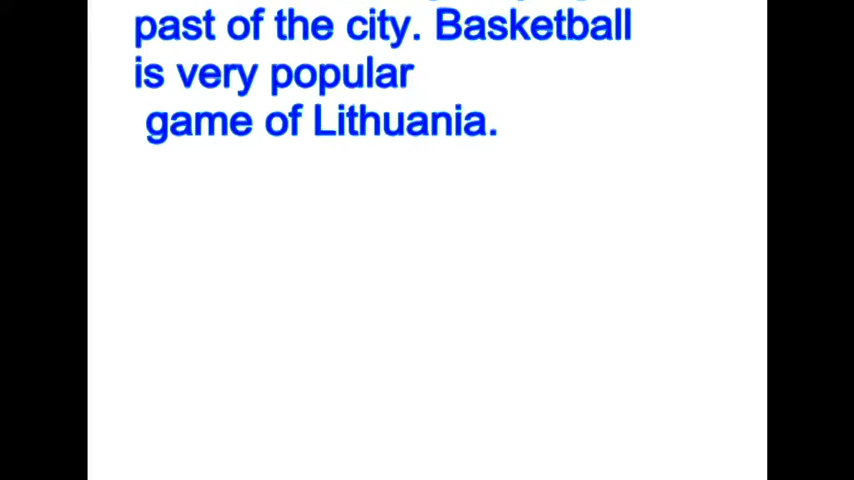 past of the city. Basketball
is very popular
game of Lithuania.